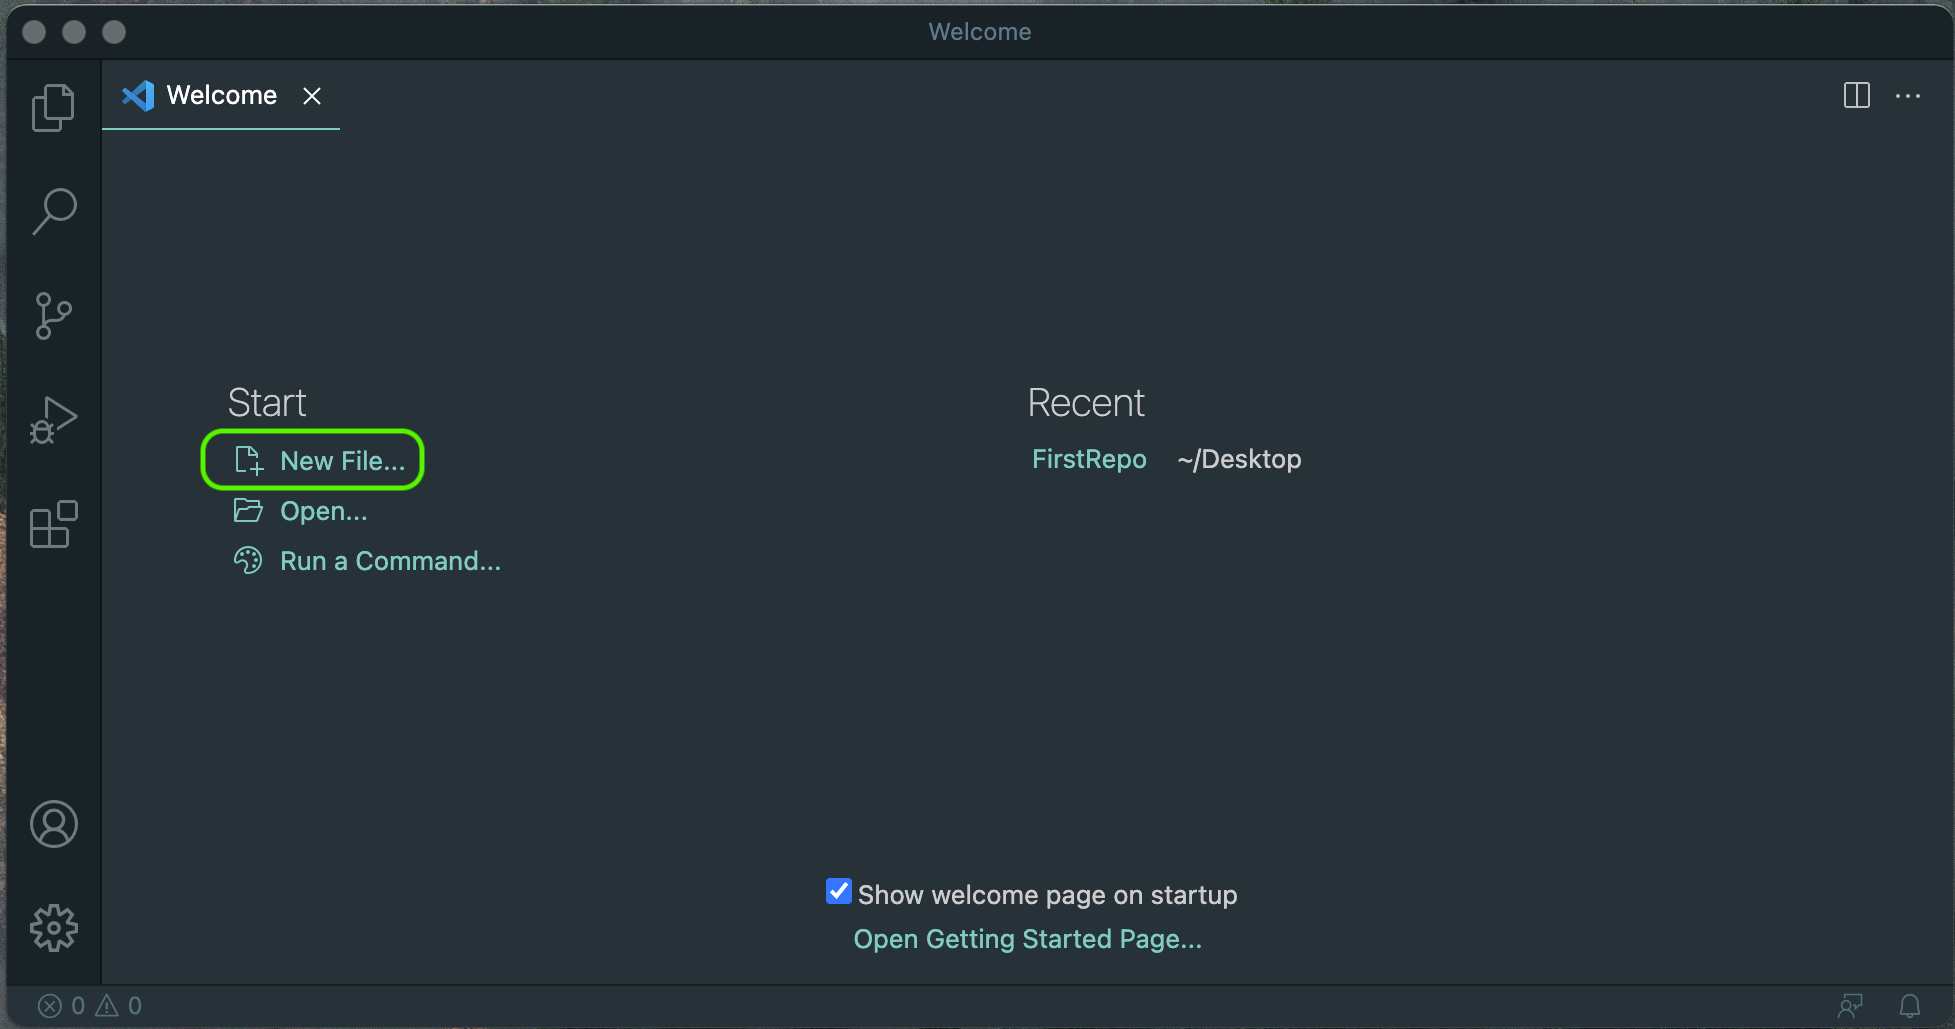 Welcome
Welcome
Start
New File...
Open...
Run a Command...
Recent
FirstRepo ~/Desktop
Show welcome page on startup
Open Getting Started Page...
0 0